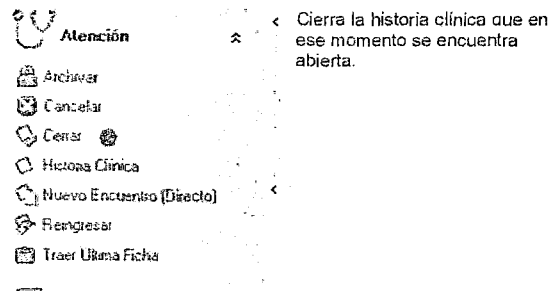 Atención
Archivar
Cancelar
Cerrar
Historia Clínica
Nuevo Encuentro (Directo)
Reingresar
Traer Ultima Ficha
Cierra la historia clínica que en
ese momento se encuentra
abierta.